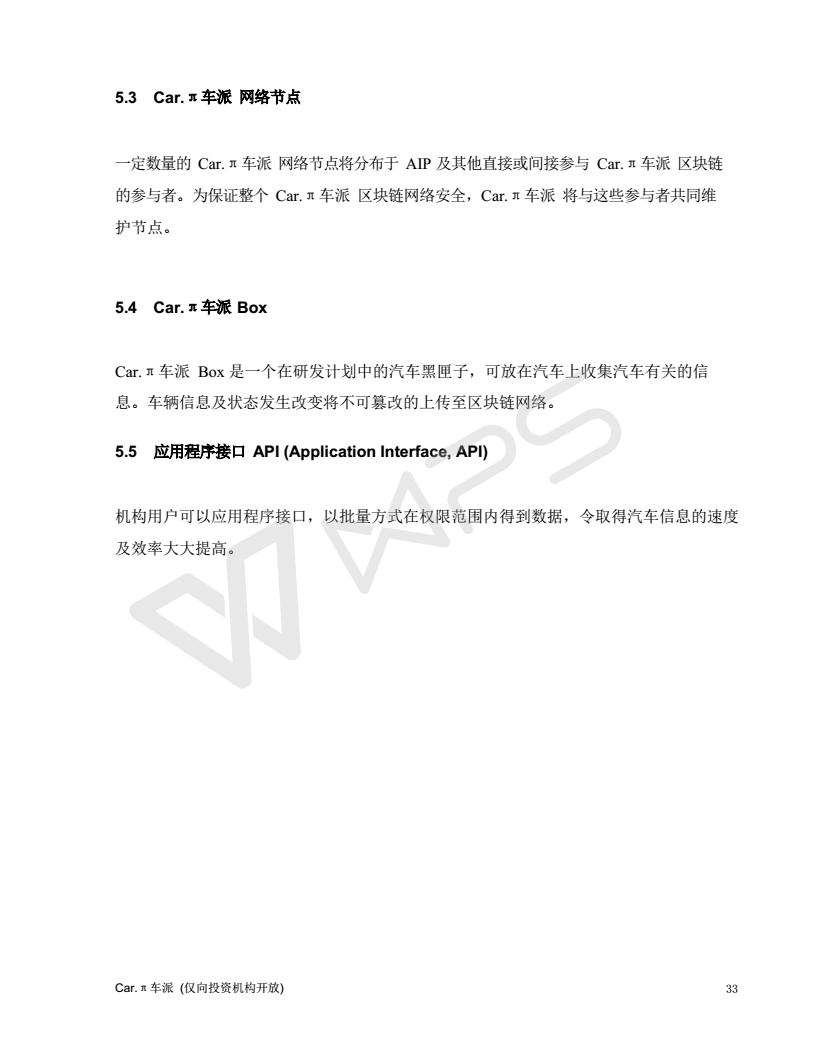 5.3 Car.π车派 网络节点
一定数量的 Car.π车派 网络节点将分布于 AIP 及其他直接或间接参与 Car.π车派 区块链
的参与者。为保证整个 Car.π车派 区块链网络安全，Car.π车派 将与这些参与者共同维
护节点。
5.4 Car.π车派 Box
Car.π车派 Box 是一个在研发计划中的汽车黑匣子，可放在汽车上收集汽车有关的信
息。车辆信息及状态发生改变将不可篡改的上传至区块链网络。
5.5 应用程序接口 API (Application Interface, API)
机构用户可以应用程序接口，以批量方式在权限范围内得到数据，令取得汽车信息的速度
及效率大大提高。
WPS
Car.π车派 (仅向投资机构开放) 33